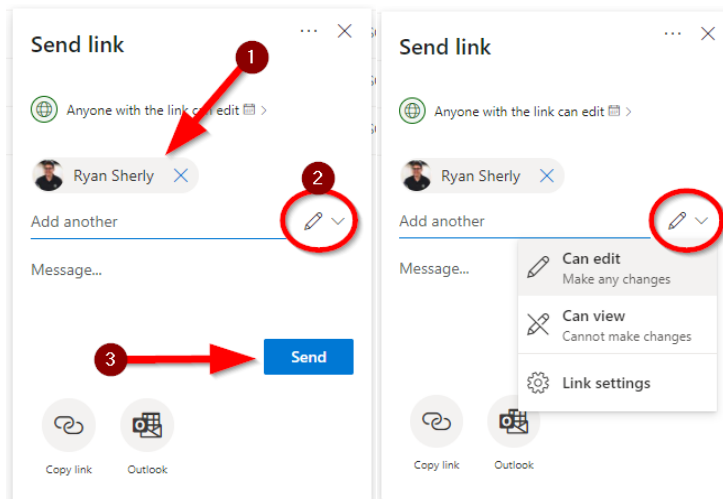 Send link
1
Anyone with the link can edit
Ryan Sherly
2
Add another
Message...
3
Send
Copy link
Outlook
Send link
Anyone with the link can edit
Ryan Sherly
Add another
Message...
Can edit
Make any changes
Can view
Cannot make changes
Link settings
Copy link
Outlook